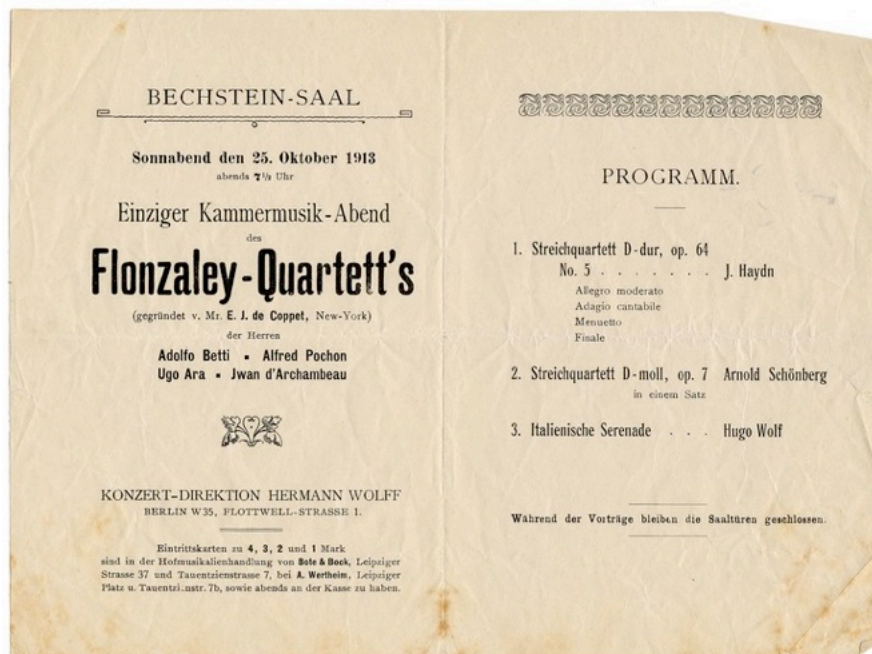 BECHSTEIN-SAAL
Sonnabend den 25. Oktober 1913
abends 7½ Uhr
Einziger Kammermusik-Abend
des
Flonzaley-Quartett's
(gegründet v. Mr. E. J. de Coppet, New-York)
der Herren
Adolfo Betti ▪ Alfred Pochon
Ugo Ara ▪ Jwan d'Archambeau
KONZERT-DIREKTION HERMANN WOLFF
BERLIN W35, FLOTTWELL-STRASSE 1.
Eintrittskarten zu 4, 3, 2 und 1 Mark
sind in der Hofmusikalienhandlung von Bote & Bock, Leipziger
Strasse 37 und Tauentzienstrasse 7, bei A. Wertheim, Leipziger
Platz u. Tauentzi.nstr. 7b, sowie abends an der Kasse zu haben.
PROGRAMM.
1. Streichquartett D-dur, op. 64
No. 5 . . . . . . . J. Haydn
Allegro moderato
Adagio cantabile
Menuetto
Finale
2. Streichquartett D-moll, op. 7 Arnold Schönberg
in einem Satz
3. Italienische Serenade . . . Hugo Wolf
Während der Vorträge bleiben die Saaltüren geschlossen.